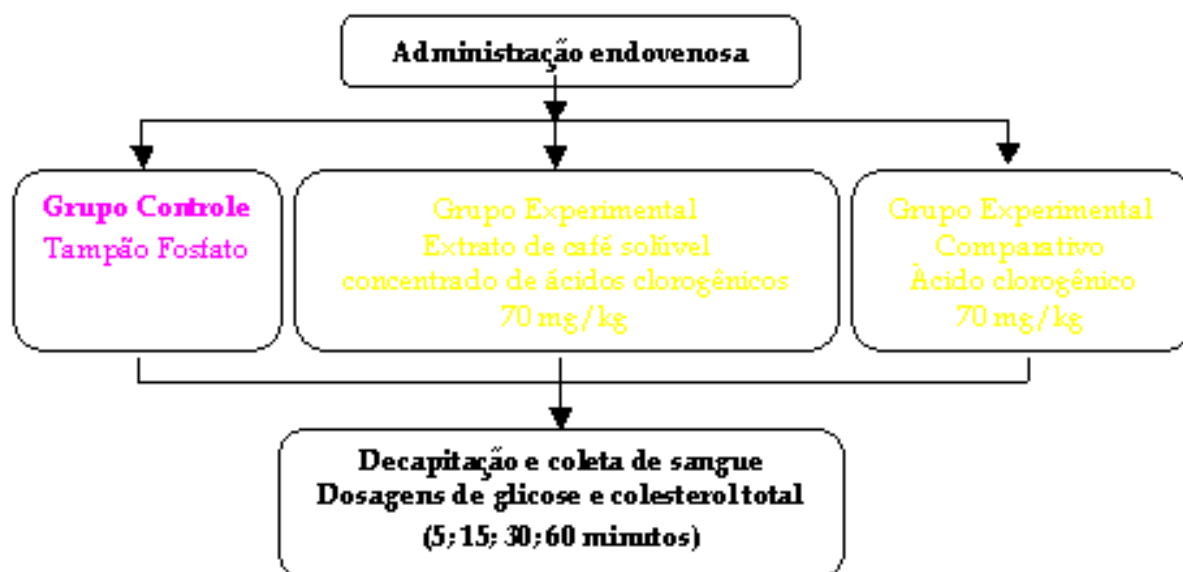 Administração endovenosa
Grupo Controle
Tampão Fosfato
Grupo Experimental
Extrato de café solúvel
concentrado de ácidos clorogênicos
70 mg/kg
Grupo Experimental
Comparativo
Àcido clorogênico
70 mg/kg
Decapitação e coleta de sangue
Dosagens de glicose e colesterol total
(5; 15; 30; 60 minutos)